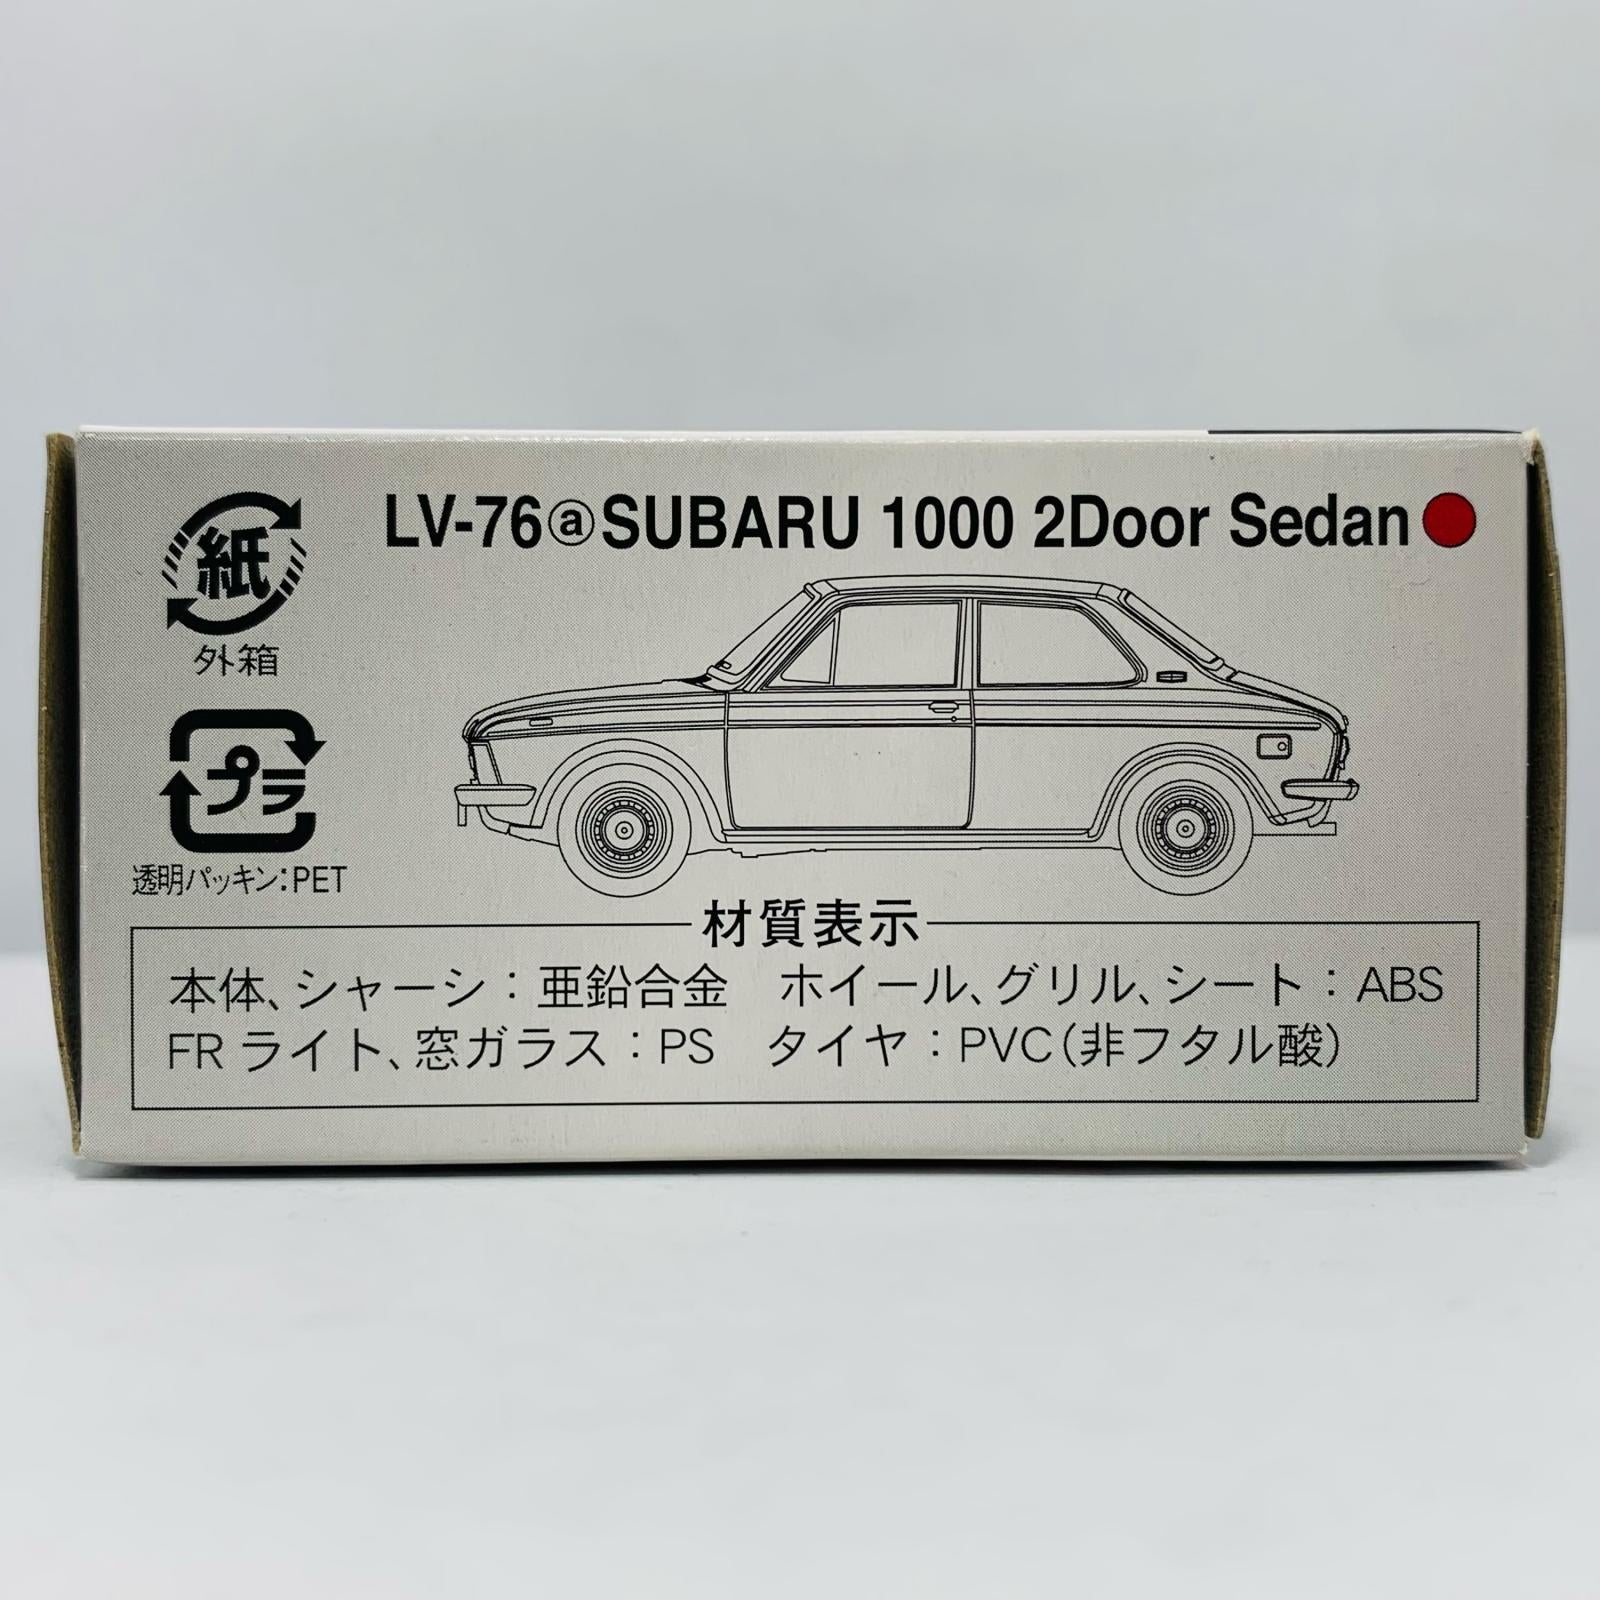 LV-76ⓐSUBARU 1000 2Door Sedan
紙
外箱
プラ
透明パッキン:PET
材質表示
本体、シャーシ：亜鉛合金　ホイール、グリル、シート：ABS
FRライト、窓ガラス：PS　タイヤ：PVC(非フタル酸)